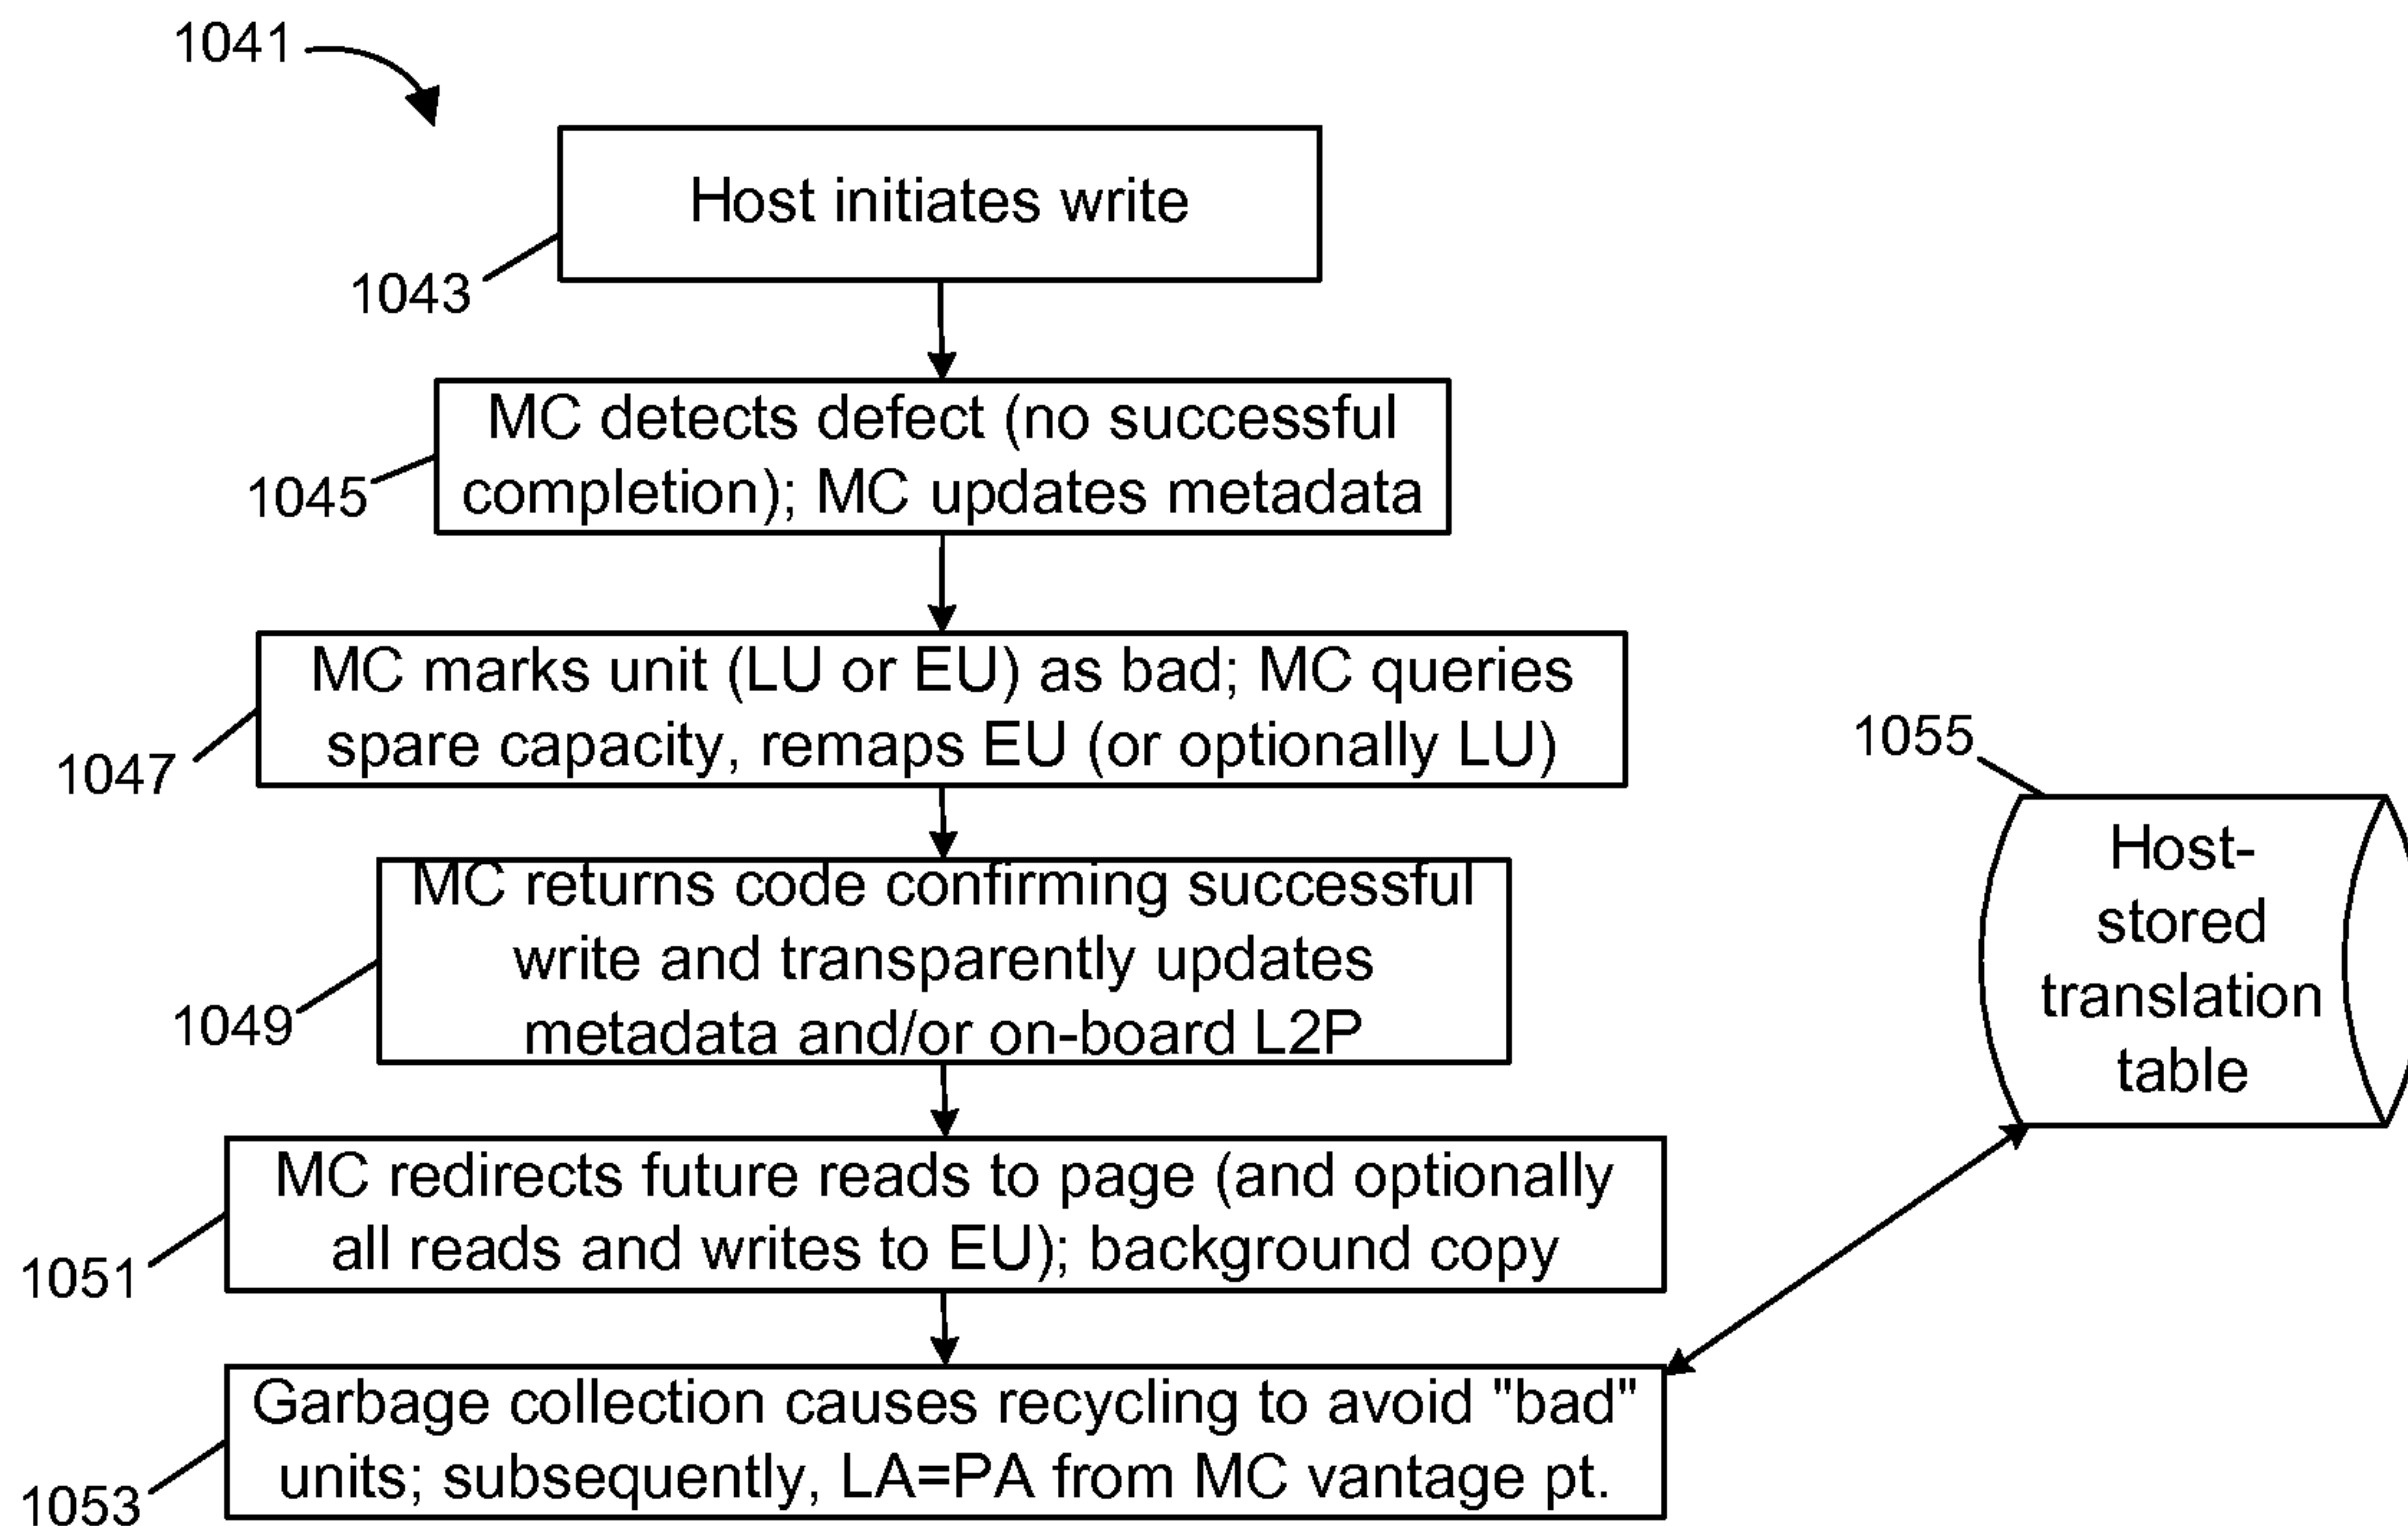 1041
Host initiates write
1043
MC detects defect (no successful
completion); MC updates metadata
1045
MC marks unit (LU or EU) as bad; MC queries
spare capacity, remaps EU (or optionally LU)
1047
MC returns code confirming successful
write and transparently updates
metadata and/or on-board L2P
1049
1055
Host-
stored
translation
table
MC redirects future reads to page (and optionally
all reads and writes to EU); background copy
1051
Garbage collection causes recycling to avoid "bad"
units; subsequently, LA=PA from MC vantage pt.
1053